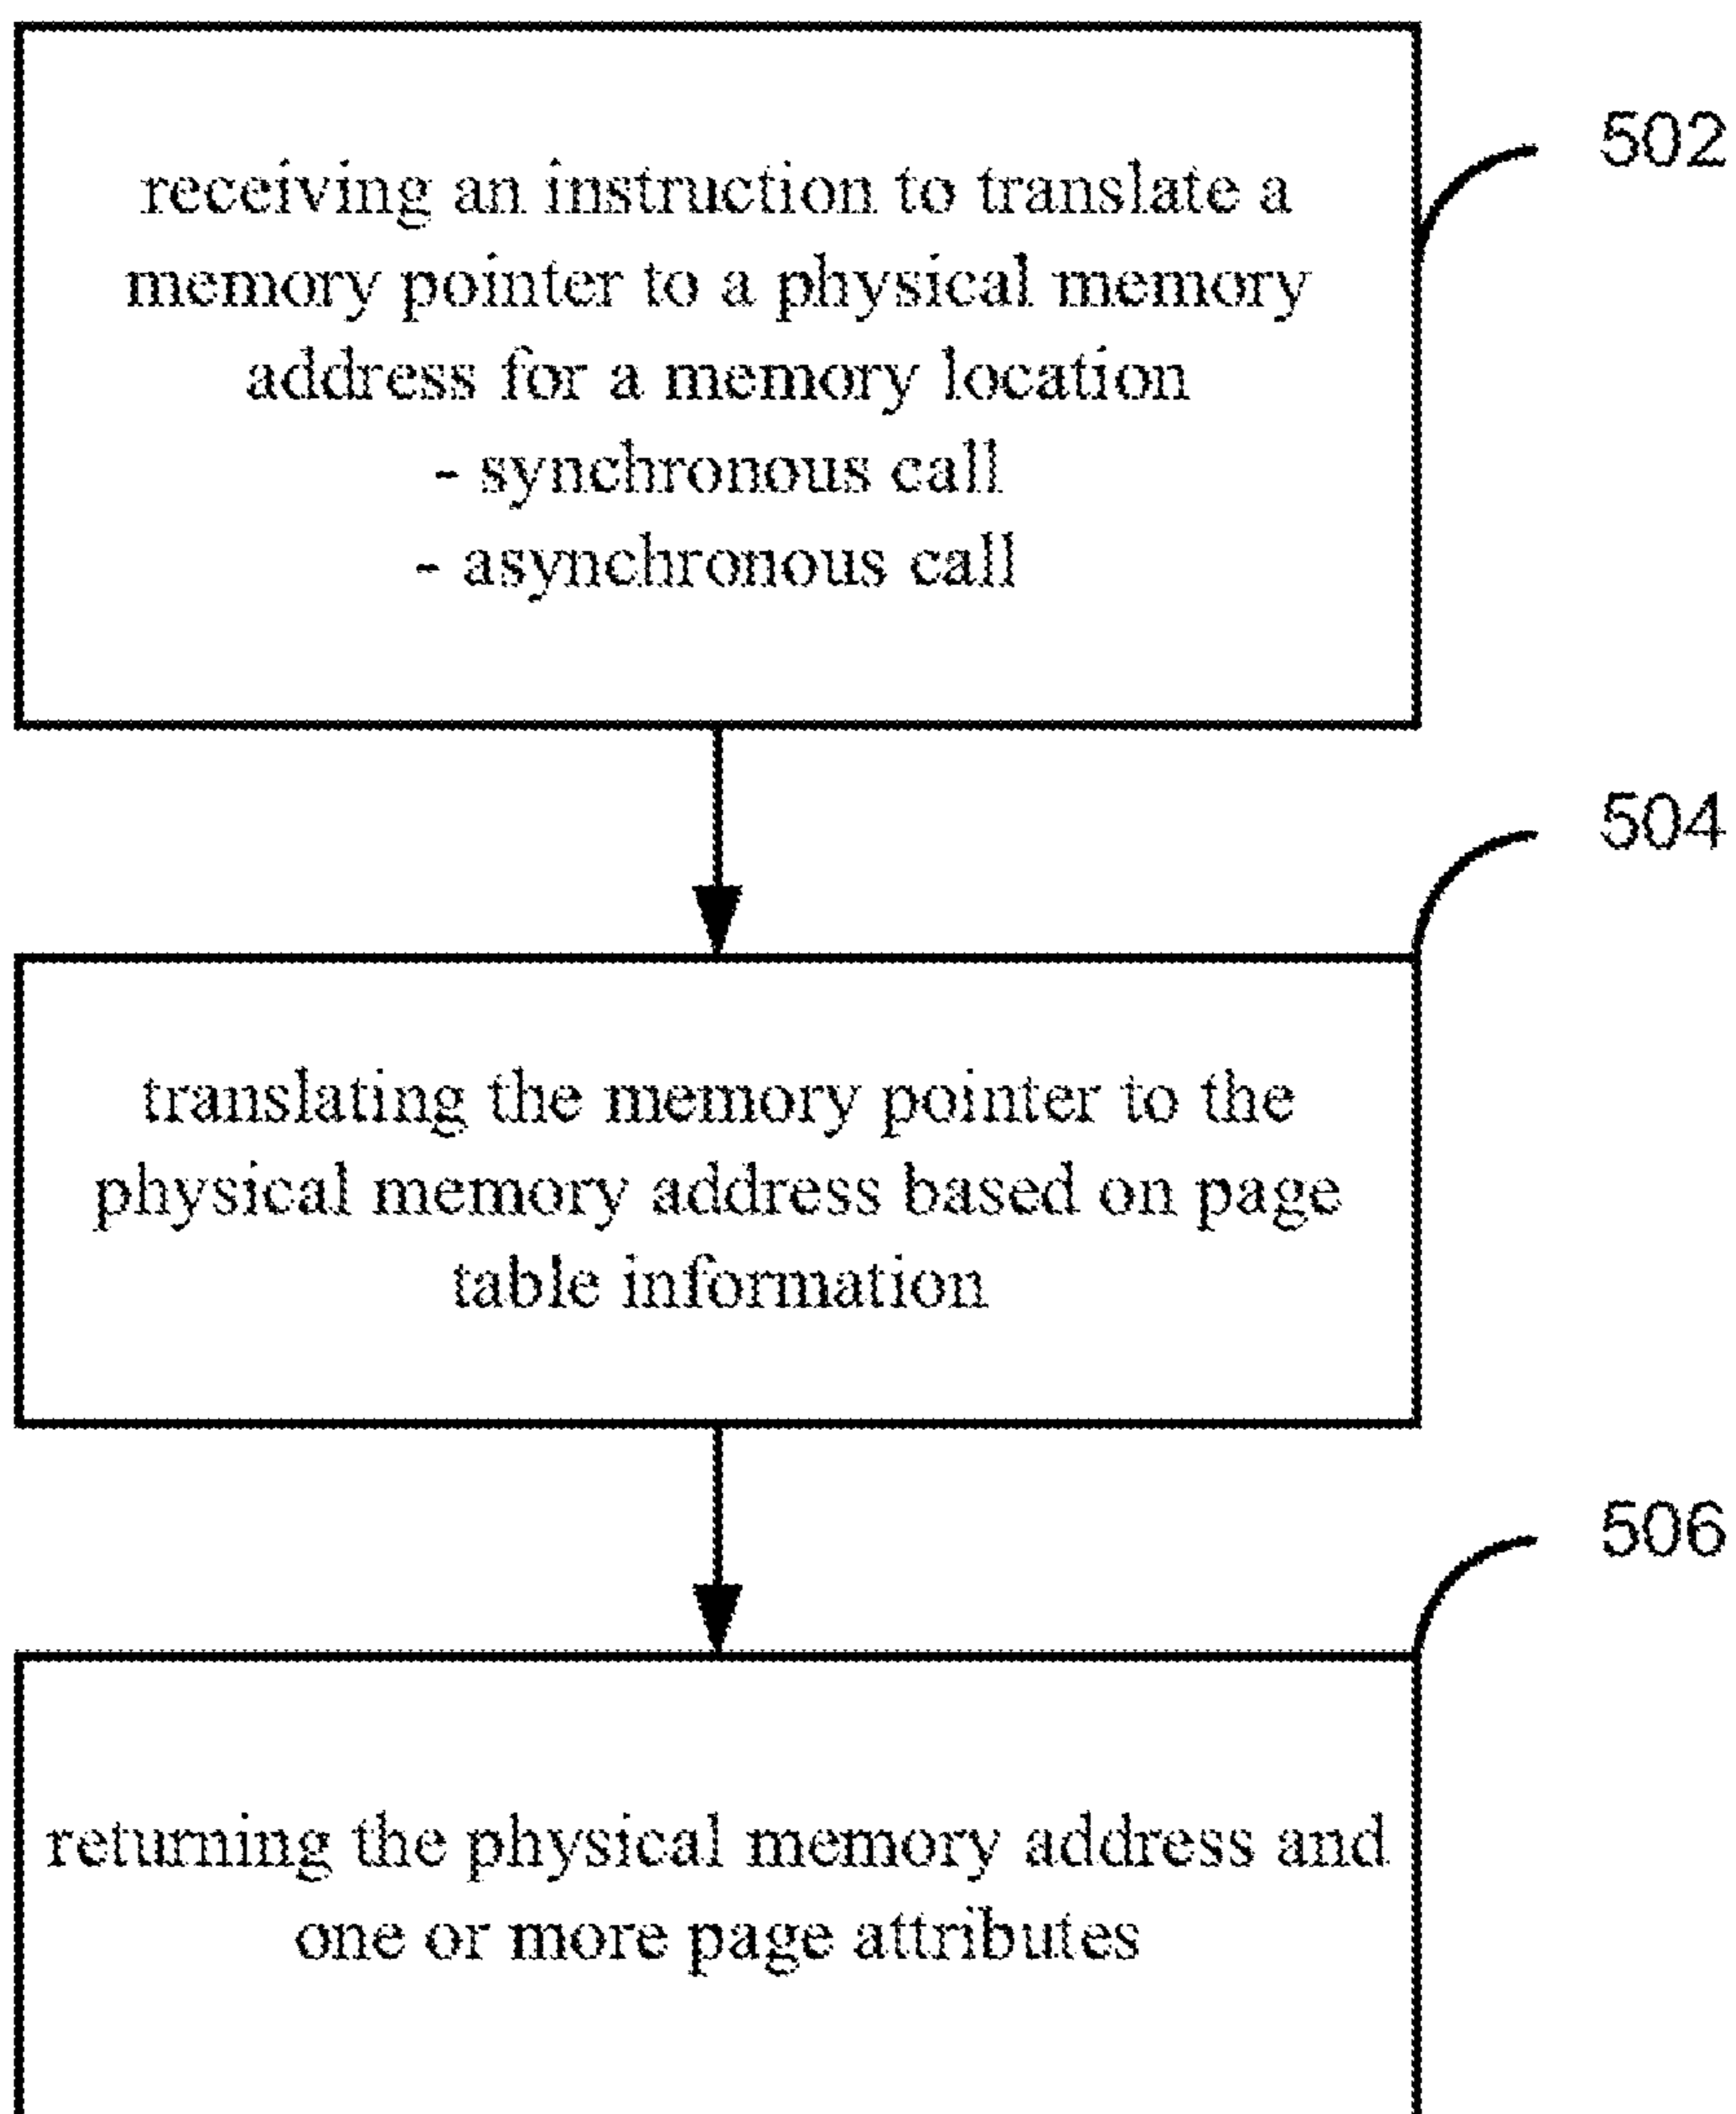 receiving an instruction to translate a
memory pointer to a physical memory
address for a memory location
- synchronous call
- asynchronous call
502
translating the memory pointer to the
physical memory address based on page
table information
504
returning the physical memory address and
one or more page attributes
506